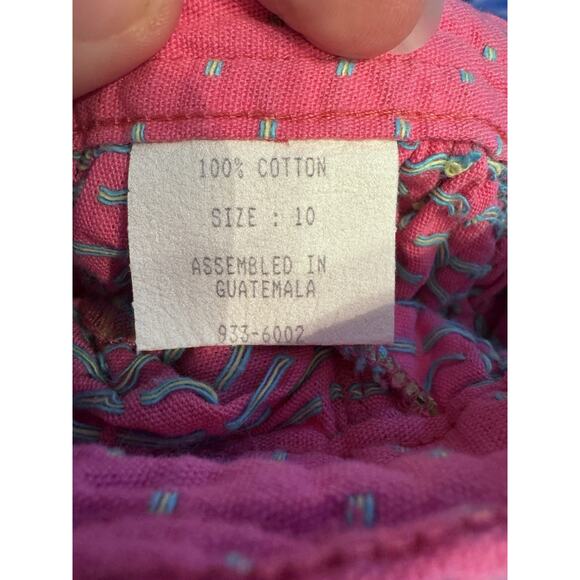 100% COTTON
SIZE : 10
ASSEMBLED IN
GUATEMALA
933-6002